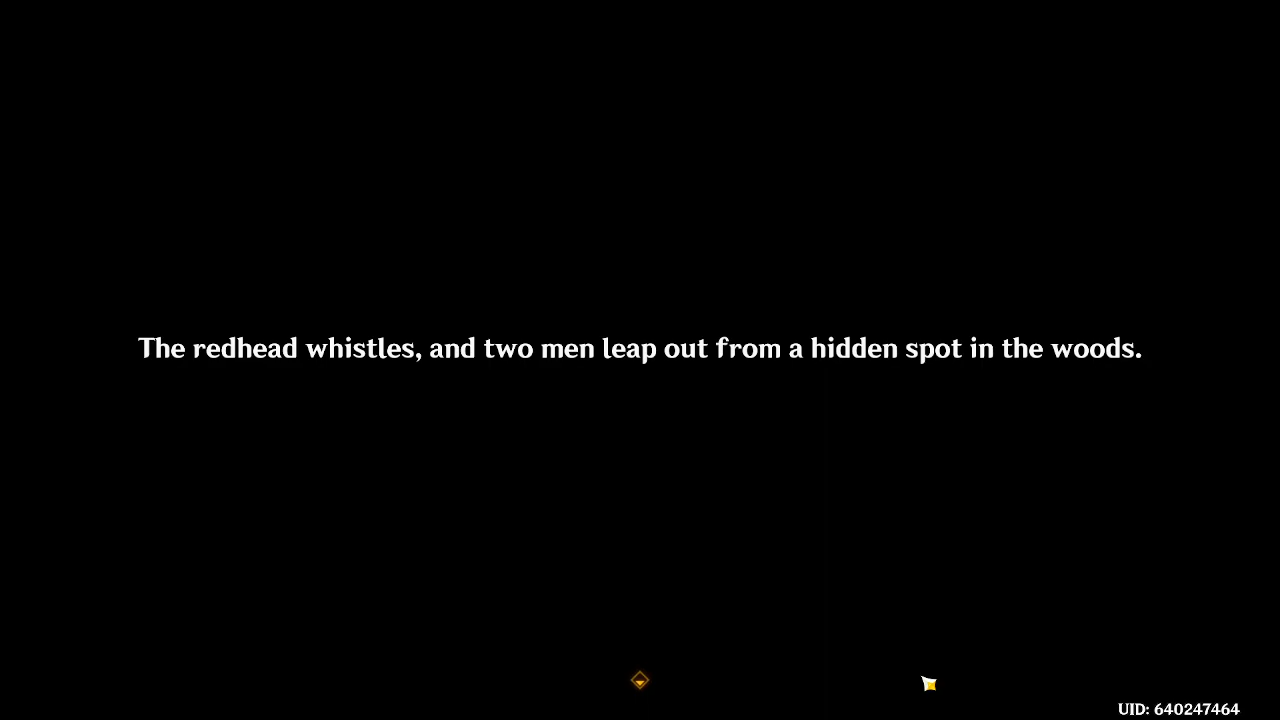 The redhead whistles, and two men leap out from a hidden spot in the woods.
UID: 640247464